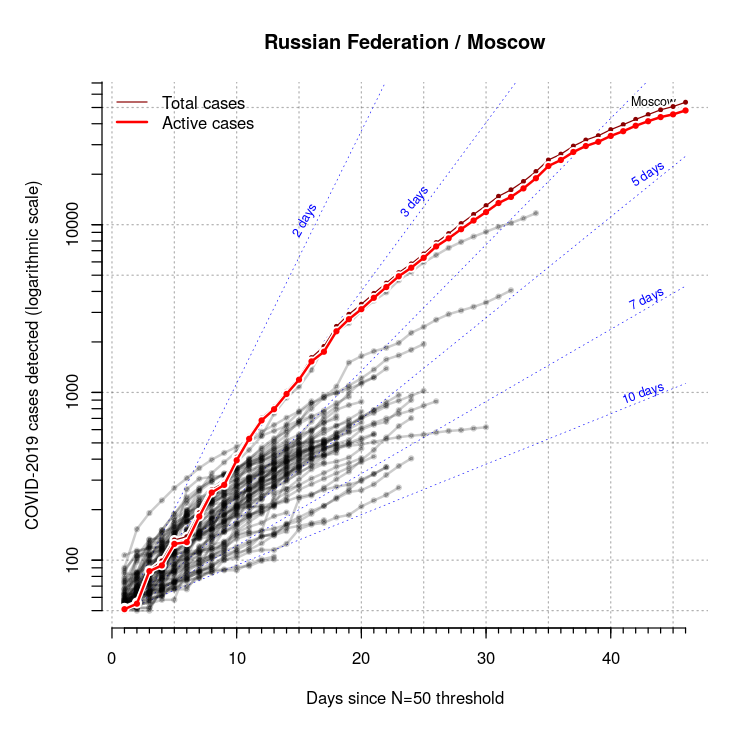 Russian Federation / Moscow
Total cases
Active cases
Moscow
2 days
3 days
5 days
7 days
10 days
COVID-2019 cases detected (logarithmic scale)
10000
1000
100
0 10 20 30 40
Days since N=50 threshold